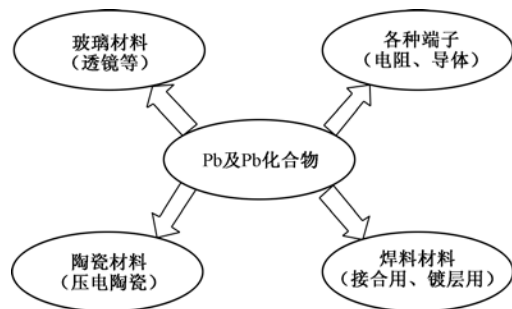 玻璃材料
（透镜等）
各种端子
（电阻、导体）
Pb及Pb化合物
陶瓷材料
（压电陶瓷）
焊料材料
（接合用、镀层用）